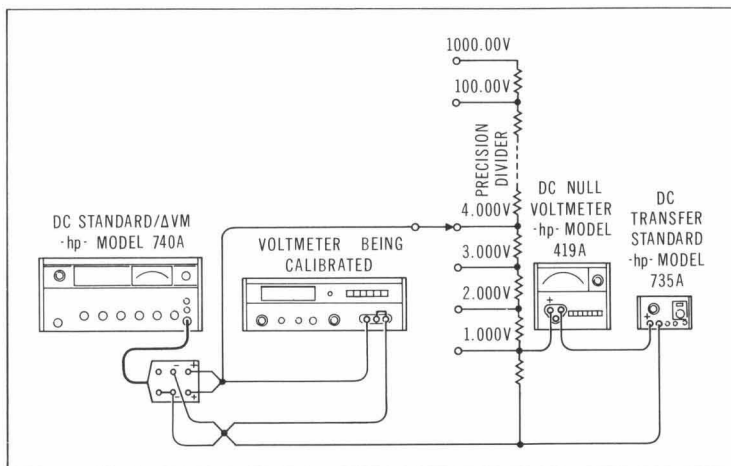 1000.00V
100.00V
PRECISION
DIVIDER
4.000V
3.000V
2.000V
1.000V
DC STANDARD/ΔVM
-hp- MODEL 740A
VOLTMETER BEING
CALIBRATED
DC NULL
VOLTMETER
-hp- MODEL
419A
DC
TRANSFER
STANDARD
-hp- MODEL
735A
+
+
-
+
-
+